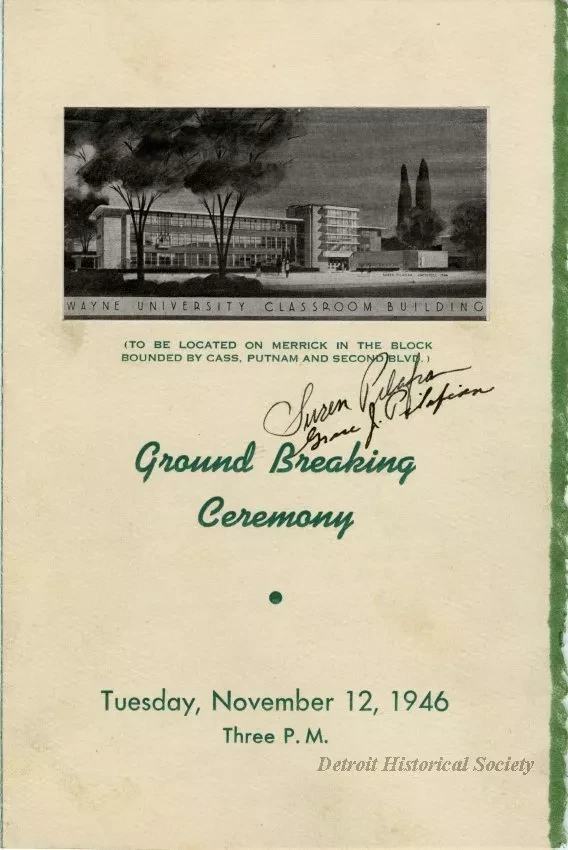 WAYNE UNIVERSITY CLASSROOM BUILDING
(TO BE LOCATED ON MERRICK IN THE BLOCK
BOUNDED BY CASS, PUTNAM AND SECOND BLVD.)
Suren Pilafian
Grace J. Pilafian
Ground Breaking
Ceremony
Tuesday, November 12, 1946
Three P. M.
Detroit Historical Society